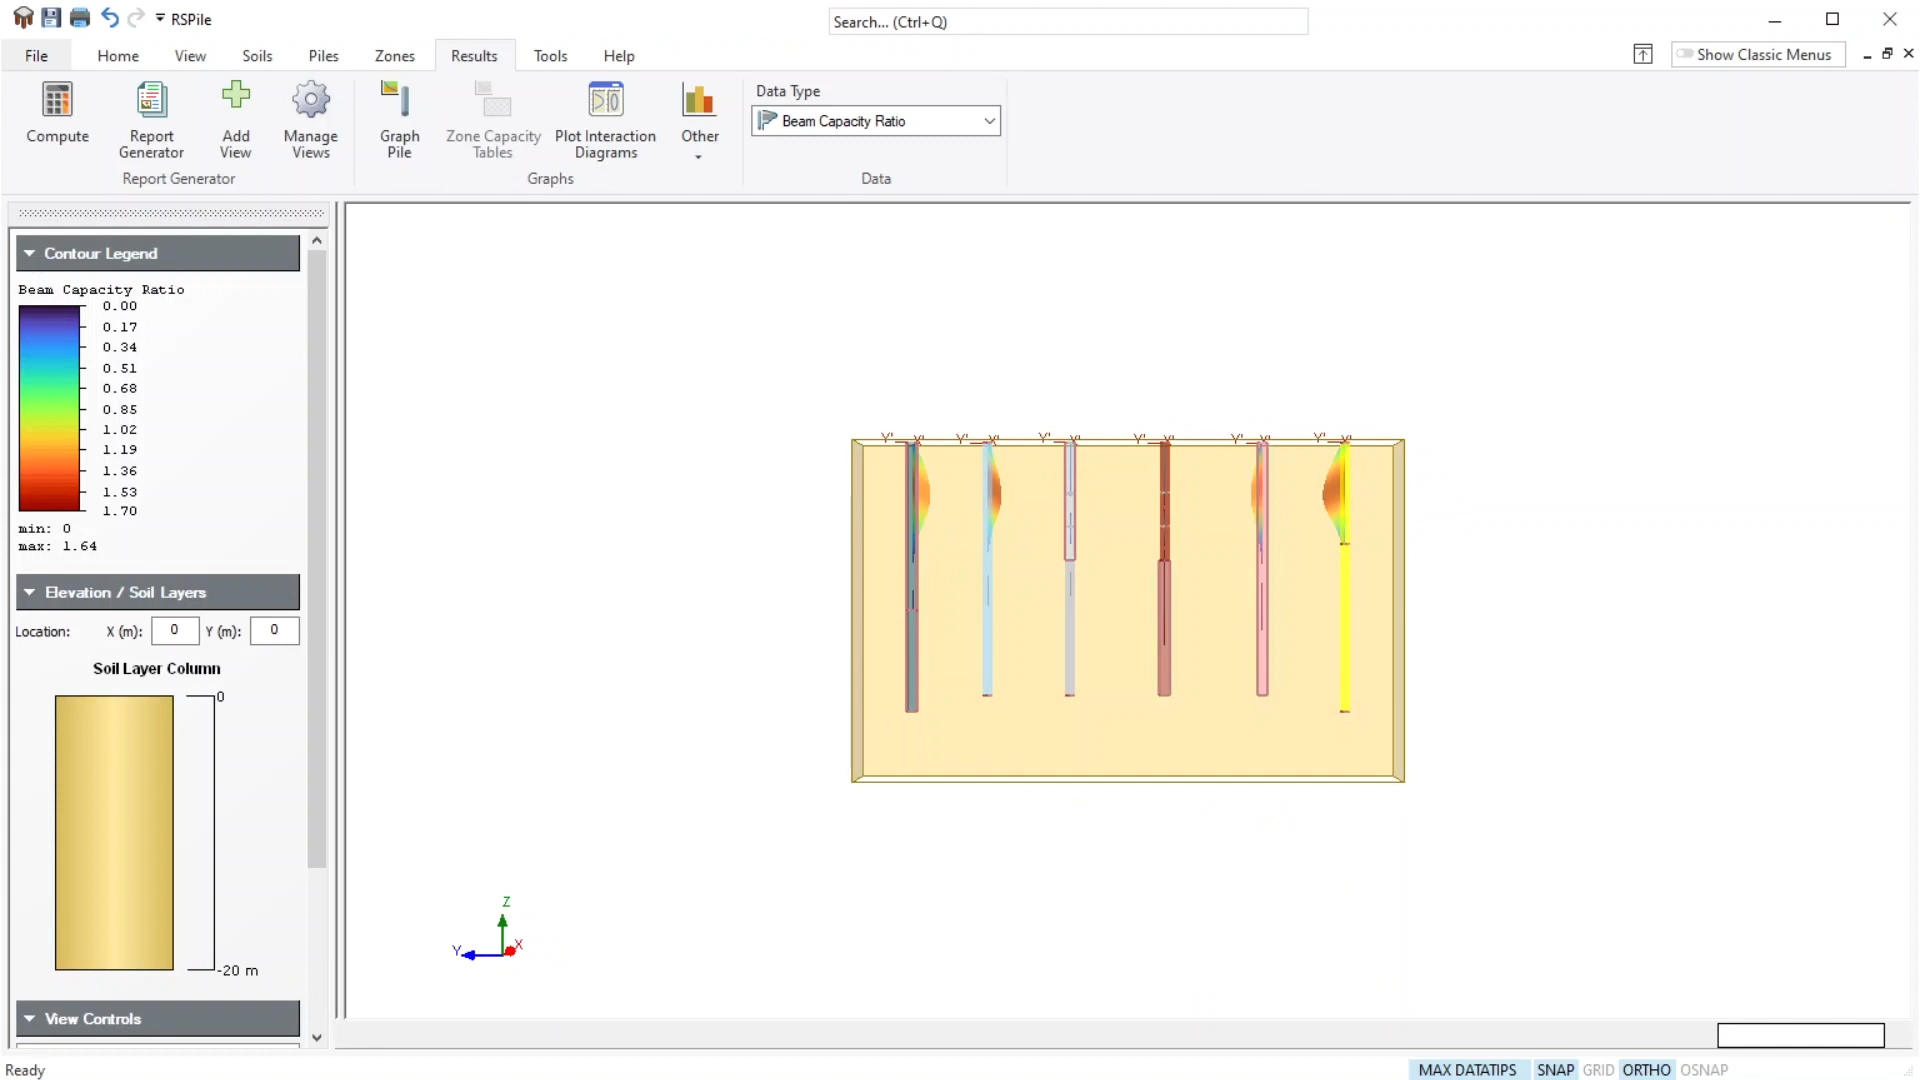 RSPile
Search... (Ctrl+Q)
File Home View Soils Piles Zones Results Tools Help
Show Classic Menus
Compute
Report Generator
Add View
Manage Views
Report Generator
Graph Pile
Zone Capacity Tables
Plot Interaction Diagrams
Other
Graphs
Data Type
Beam Capacity Ratio
Data
Contour Legend
Beam Capacity Ratio
0.00
0.17
0.34
0.51
0.68
0.85
1.02
1.19
1.36
1.53
1.70
min: 0
max: 1.64
Elevation / Soil Layers
Location: X (m): 0 Y (m): 0
Soil Layer Column
0
-20 m
View Controls
Y' X' Y' X' Y' X' Y' X' Y' X' Y' X'
Z
Y X
Ready
MAX DATATIPS SNAP GRID ORTHO OSNAP